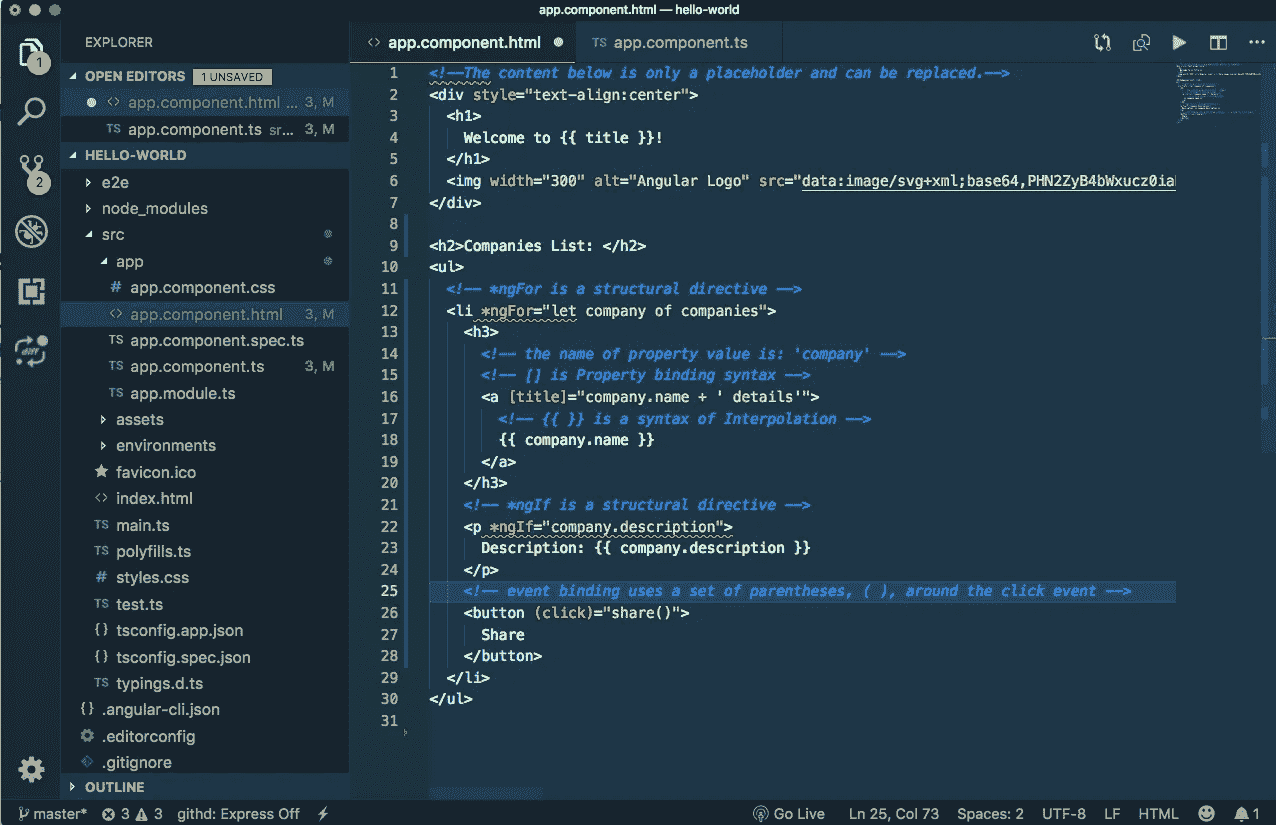 app.component.html — hello-world
EXPLORER
OPEN EDITORS 1 UNSAVED
app.component.html ... 3, M
TS app.component.ts sr... 3, M
HELLO-WORLD
e2e
node_modules
src
app
# app.component.css
<> app.component.html 3, M
TS app.component.spec.ts
TS app.component.ts 3, M
TS app.module.ts
assets
environments
favicon.ico
<> index.html
TS main.ts
TS polyfills.ts
# styles.css
TS test.ts
{} tsconfig.app.json
{} tsconfig.spec.json
TS typings.d.ts
{} .angular-cli.json
.editorconfig
.gitignore
OUTLINE
1
2
<> app.component.html
TS app.component.ts
1 <!--The content below is only a placeholder and can be replaced.-->
2 <div style="text-align:center">
3 <h1>
4 Welcome to {{ title }}!
5 </h1>
6 <img width="300" alt="Angular Logo" src="data:image/svg+xml;base64,PHN2ZyB4bWxucz0ia
7 </div>
8
9 <h2>Companies List: </h2>
10 <ul>
11 <!-- *ngFor is a structural directive -->
12 <li *ngFor="let company of companies">
13 <h3>
14 <!-- the name of property value is: 'company' -->
15 <!-- [] is Property binding syntax -->
16 <a [title]="company.name + ' details'">
17 <!-- {{ }} is a syntax of Interpolation -->
18 {{ company.name }}
19 </a>
20 </h3>
21 <!-- *ngIf is a structural directive -->
22 <p *ngIf="company.description">
23 Description: {{ company.description }}
24 </p>
25 <!-- event binding uses a set of parentheses, ( ), around the click event -->
26 <button (click)="share()">
27 Share
28 </button>
29 </li>
30 </ul>
31
master* 3 3 githd: Express Off Go Live Ln 25, Col 73 Spaces: 2 UTF-8 LF HTML 1